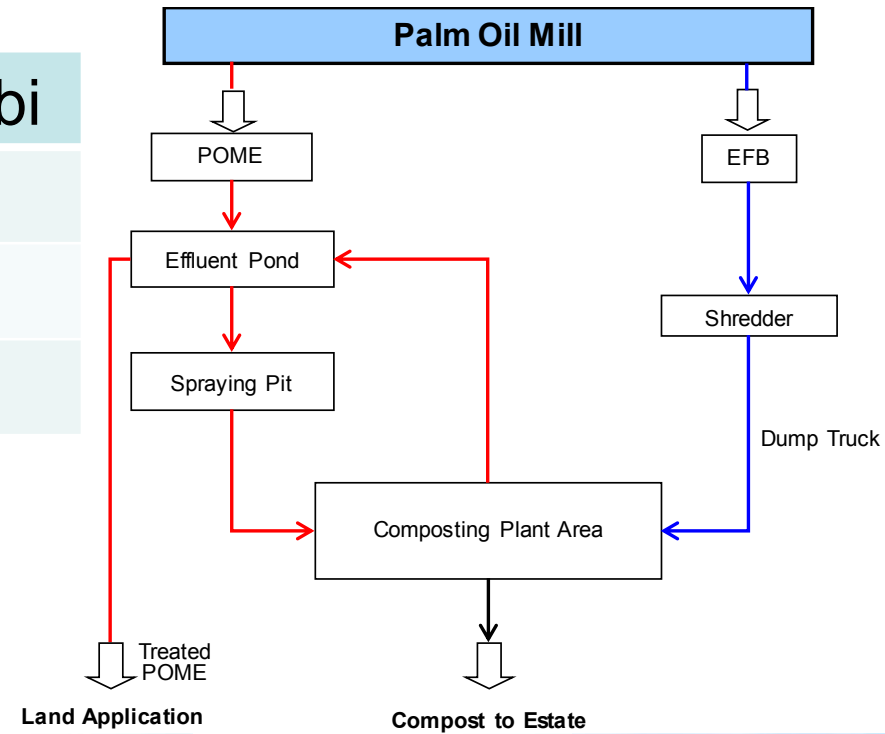 Palm Oil Mill
bi
POME
EFB
Effluent Pond
Shredder
Spraying Pit
Dump Truck
Composting Plant Area
Treated
POME
Land Application
Compost to Estate